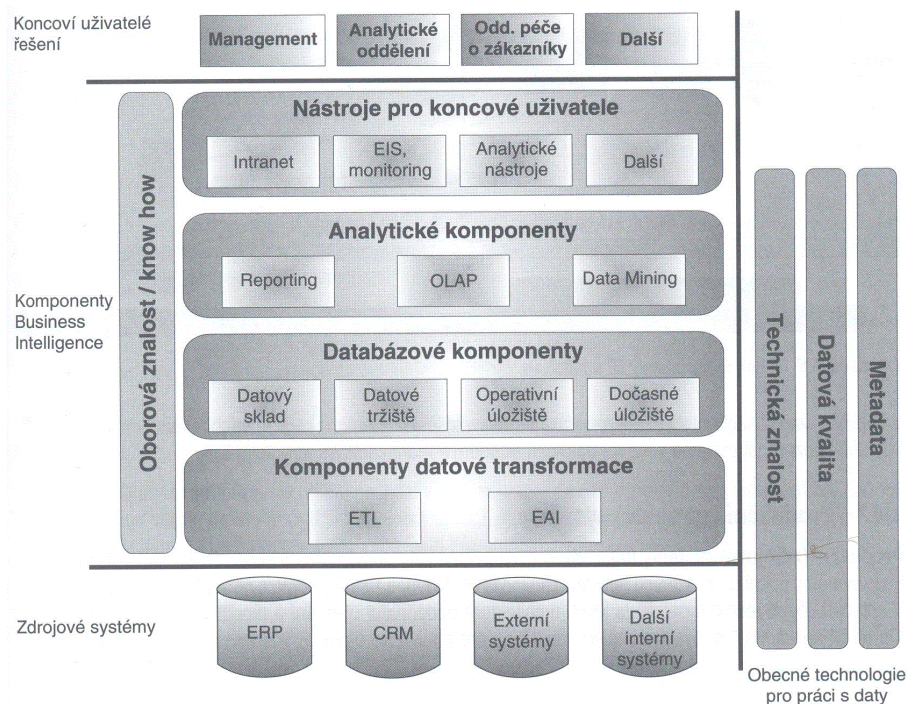 Koncoví uživatelé
řešení
Management
Analytické
oddělení
Odd. péče
o zákazníky
Další
Komponenty
Business
Intelligence
Oborová znalost / know how
Nástroje pro koncové uživatele
Intranet
EIS,
monitoring
Analytické
nástroje
Další
Analytické komponenty
Reporting
OLAP
Data Mining
Databázové komponenty
Datový
sklad
Datové
tržiště
Operativní
úložiště
Dočasné
úložiště
Komponenty datové transformace
ETL
EAI
Zdrojové systémy
ERP
CRM
Externí
systémy
Další
interní
systémy
Technická znalost
Datová kvalita
Metadata
Obecné technologie
pro práci s daty